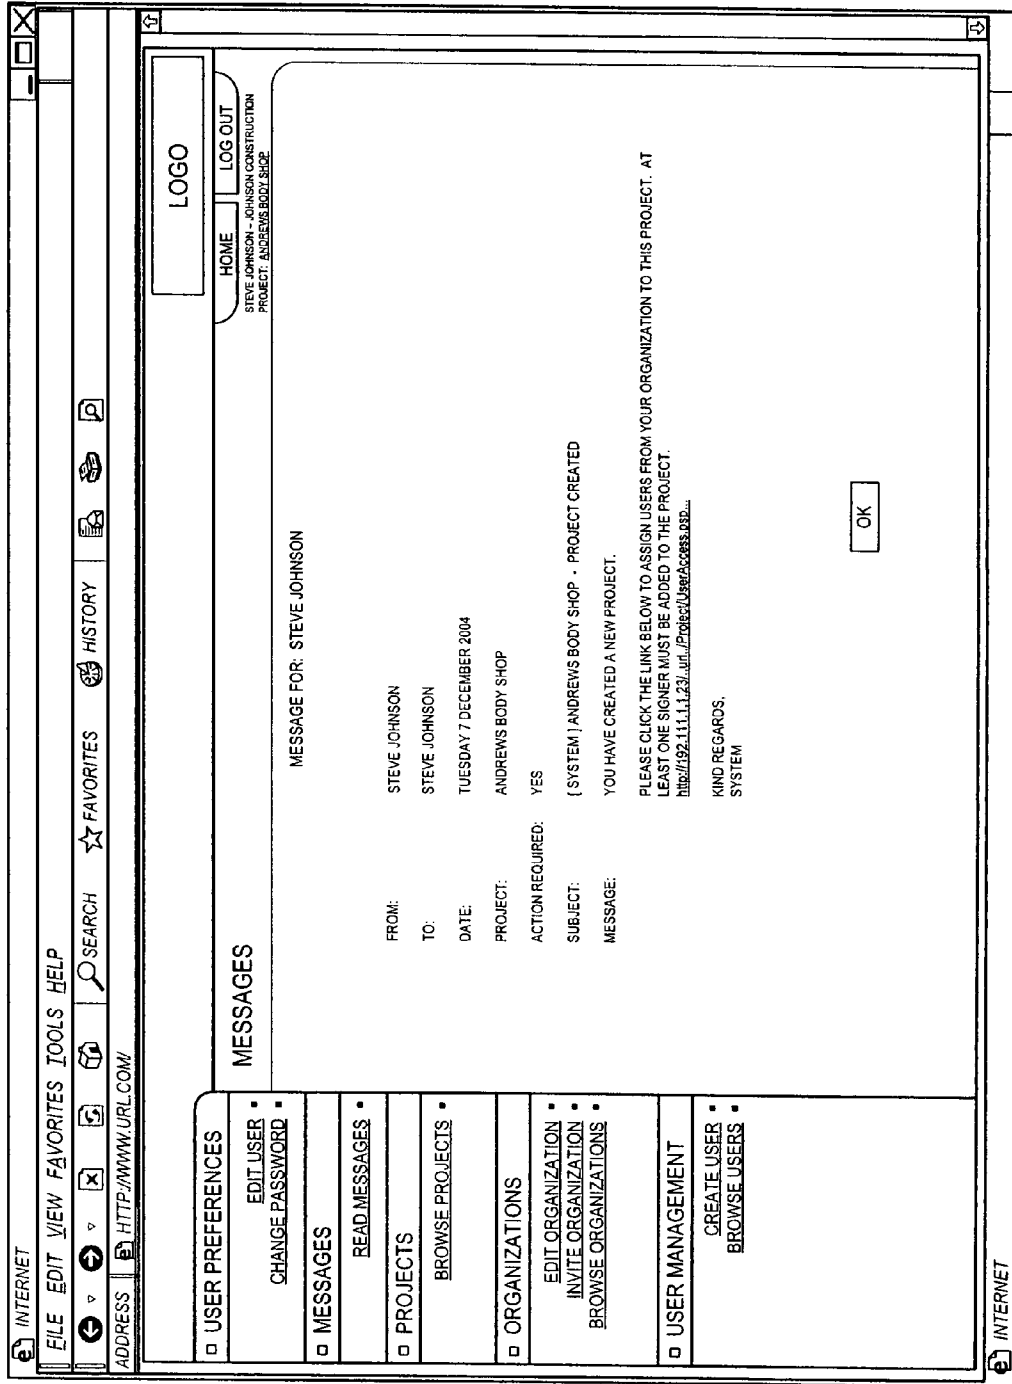 INTERNET
FILE EDIT VIEW FAVORITES TOOLS HELP
SEARCH FAVORITES HISTORY
ADDRESS HTTP://WWW.URL.COM/
LOGO
HOME LOG OUT
STEVE JOHNSON – JOHNSON CONSTRUCTION
PROJECT: ANDREWS BODY SHOP
USER PREFERENCES
EDIT USER
CHANGE PASSWORD
MESSAGES
READ MESSAGES
PROJECTS
BROWSE PROJECTS
ORGANIZATIONS
EDIT ORGANIZATION
INVITE ORGANIZATION
BROWSE ORGANIZATIONS
USER MANAGEMENT
CREATE USER
BROWSE USERS
MESSAGES
MESSAGE FOR: STEVE JOHNSON
FROM: STEVE JOHNSON
TO: STEVE JOHNSON
DATE: TUESDAY 7 DECEMBER 2004
PROJECT: ANDREWS BODY SHOP
ACTION REQUIRED: YES
SUBJECT: [ SYSTEM ] ANDREWS BODY SHOP - PROJECT CREATED
MESSAGE: YOU HAVE CREATED A NEW PROJECT.
PLEASE CLICK THE LINK BELOW TO ASSIGN USERS FROM YOUR ORGANIZATION TO THIS PROJECT. AT
LEAST ONE SIGNER MUST BE ADDED TO THE PROJECT.
http://192.111.1.1.23/..url../Project/UserAccess.psp...
KIND REGARDS,
SYSTEM
OK
INTERNET